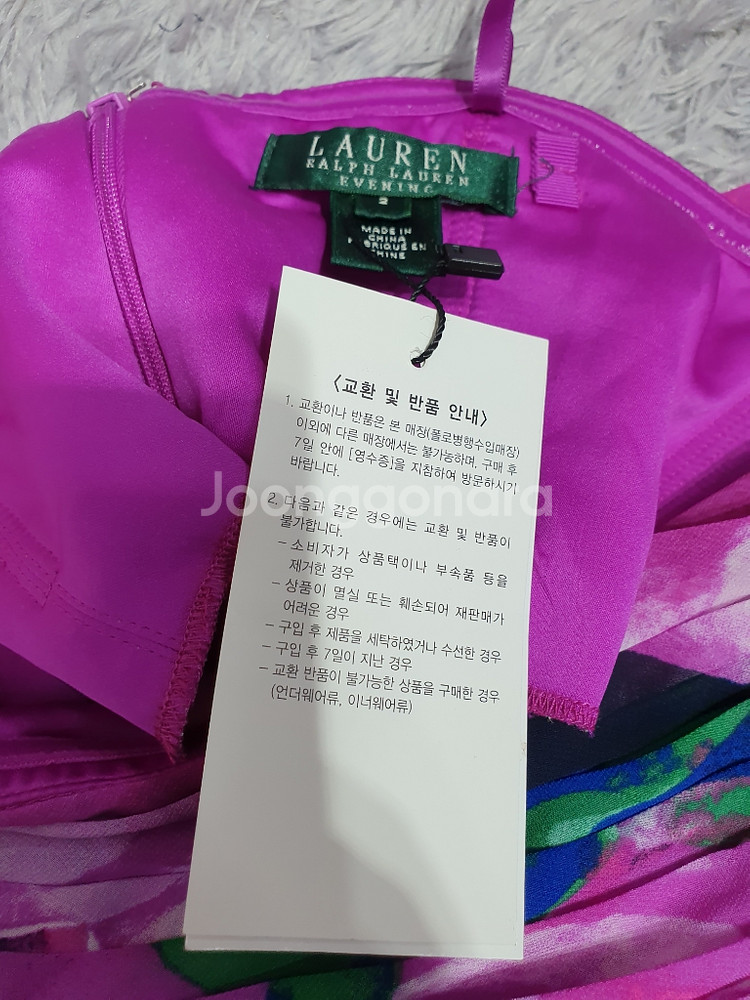 LAUREN
RALPH LAUREN
EVENING
2
MADE IN
CHINA
EN
CHINE
<교환 및 반품 안내>
1. 교환이나 반품은 본 매장(폴로병행수입매장)
이외에 다른 매장에서는 불가능하며, 구매 후
7일 안에 [영수증]을 지참하여 방문하시기
바랍니다.
Joonggonara
2. 다음과 같은 경우에는 교환 및 반품이
불가합니다.
- 소비자가 상품택이나 부속품 등을
제거한 경우
- 상품이 멸실 또는 훼손되어 재판매가
어려운 경우
- 구입 후 제품을 세탁하였거나 수선한 경우
- 구입 후 7일이 지난 경우
- 교환 반품이 불가능한 상품을 구매한 경우
(언더웨어류, 이너웨어류)